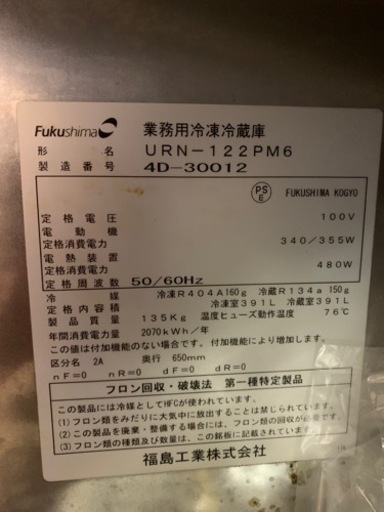 Fukushima 業務用冷凍冷蔵庫
形 名 URN-122PM6
製造番号 4D-30012
PS E FUKUSHIMA KOGYO
定格電圧 100V
電動機
定格消費電力 340/355W
電熱装置
定格消費電力 480W
定格周波数 50/60Hz
冷 媒 冷凍R404A160g 冷蔵R134a 150g
定格内容積 冷凍室391L 冷蔵室391L
製品質量 135Kg 温度ヒューズ動作温度 76℃
年間消費電力量 2070kWh/年
この値は付加機能のない場合です。付加機能により増加します。
区分名 2A 奥行 650mm
nF=0 nR=0 dF=0 dR=0
フロン回収・破壊法 第一種特定製品
この製品には冷媒としてHFCが使われています。
(1)フロン類をみだりに大気中に放出することは禁じられています。
(2)この製品を廃棄・整備する場合には、フロン類の回収が必要です。
(3)フロン類の種類及び数量は、この銘板に記載されています。
福島工業株式会社